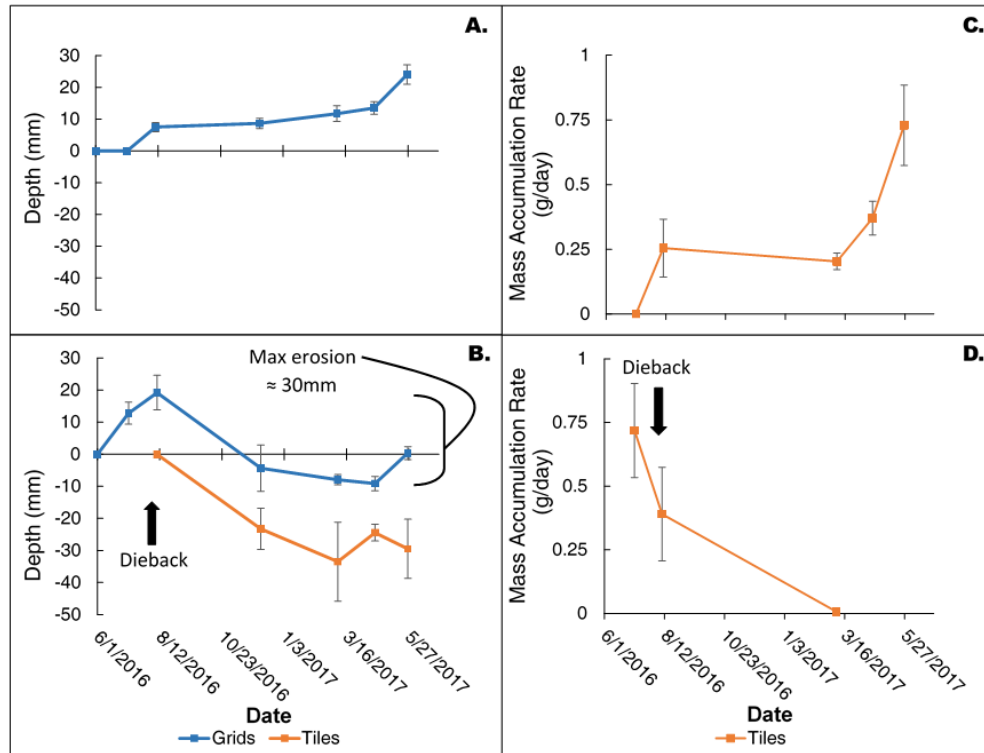 A.
30
20
10
0
-10
-20
-30
-40
-50
Depth (mm)
C.
1
0.75
0.5
0.25
0
Mass Accumulation Rate
(g/day)
B.
Max erosion
≈ 30mm
30
20
10
0
-10
-20
-30
-40
-50
Depth (mm)
Dieback
6/1/2016
8/12/2016
10/23/2016
1/3/2017
3/16/2017
5/27/2017
Date
Grids Tiles
D.
Dieback
1
0.75
0.5
0.25
0
Mass Accumulation Rate
(g/day)
6/1/2016
8/12/2016
10/23/2016
1/3/2017
3/16/2017
5/27/2017
Date
Tiles